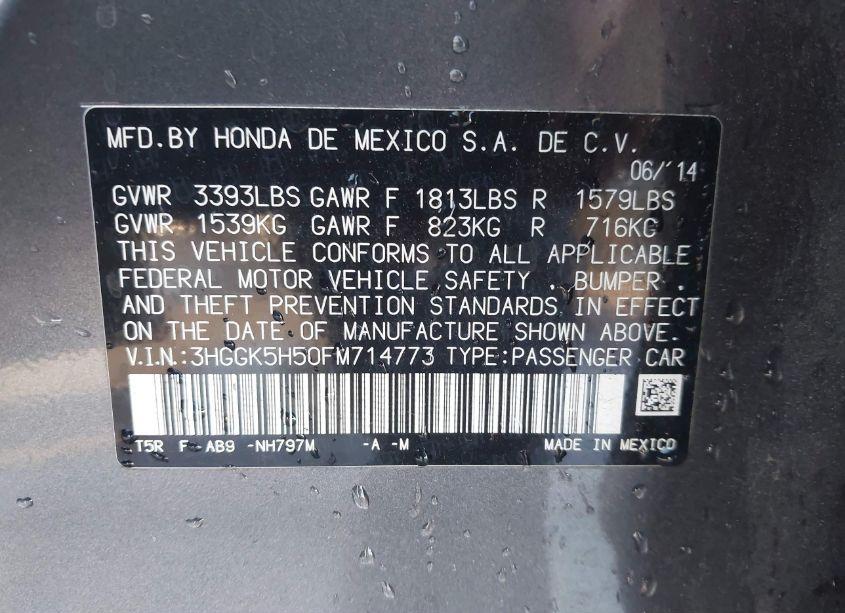 MFD.BY HONDA DE MEXICO S.A. DE C.V.
06/'14
GVWR 3393LBS GAWR F 1813LBS R 1579LBS
GVWR 1539KG GAWR F 823KG R 716KG
THIS VEHICLE CONFORMS TO ALL APPLICABLE
FEDERAL MOTOR VEHICLE SAFETY . BUMPER .
AND THEFT PREVENTION STANDARDS IN EFFECT
ON THE DATE OF MANUFACTURE SHOWN ABOVE.
V.I.N.:3HGGK5H50FM714773 TYPE:PASSENGER CAR
T5R F -AB9 -NH797M -A -M MADE IN MEXICO